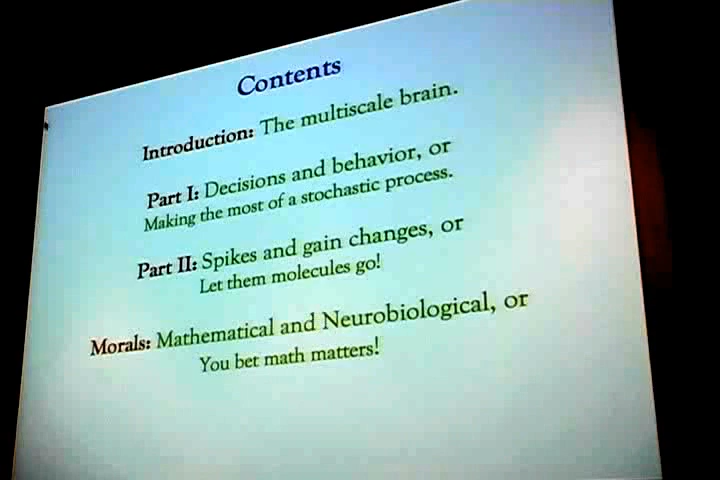 Contents
Introduction: The multiscale brain.
Part I: Decisions and behavior, or
Making the most of a stochastic process.
Part II: Spikes and gain changes, or
Let them molecules go!
Morals: Mathematical and Neurobiological, or
You bet math matters!